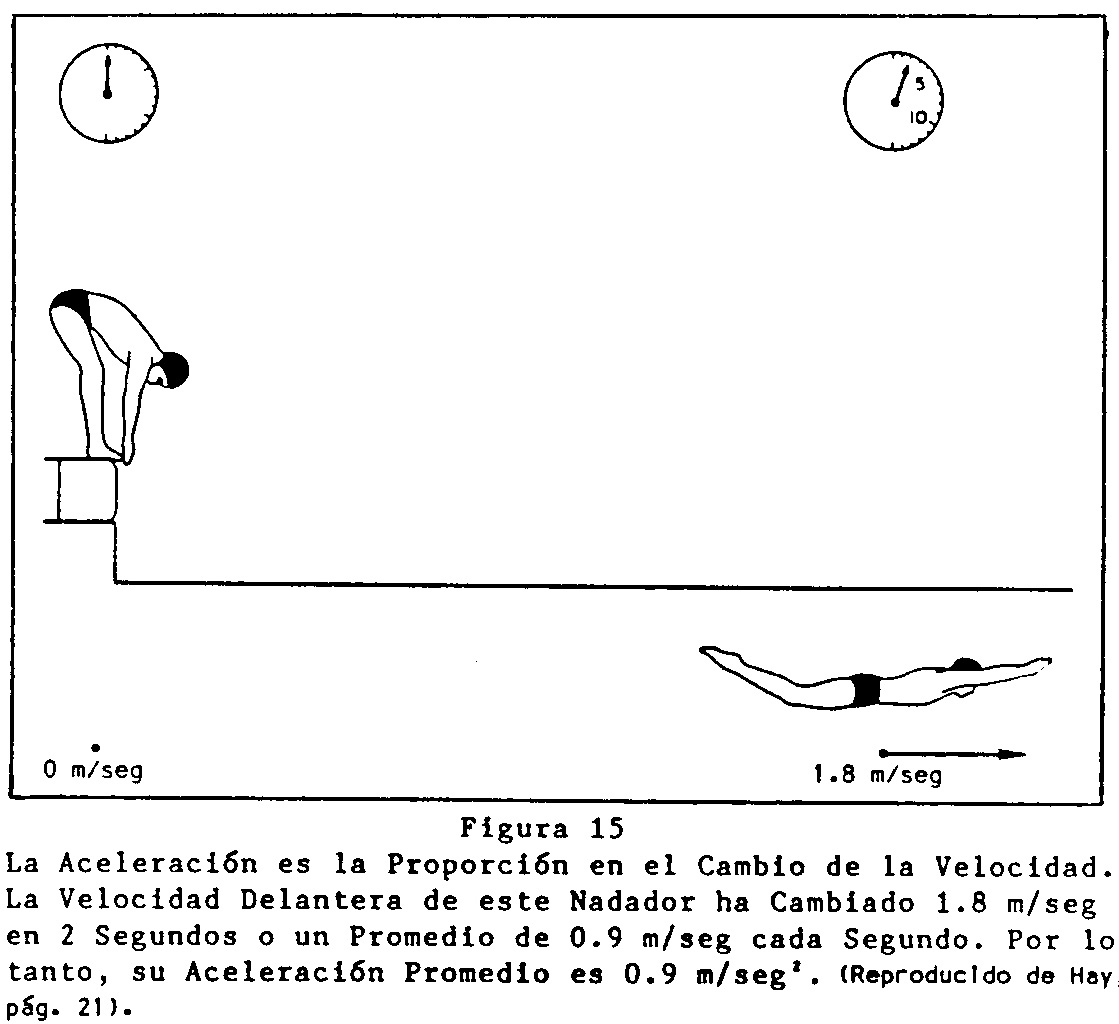 5
10
0 m/seg
1.8 m/seg
Figura 15
La Aceleración es la Proporción en el Cambio de la Velocidad.
La Velocidad Delantera de este Nadador ha Cambiado 1.8 m/seg
en 2 Segundos o un Promedio de 0.9 m/seg cada Segundo. Por lo
tanto, su Aceleración Promedio es 0.9 m/seg². (Reproducido de Hay,
pág. 21).